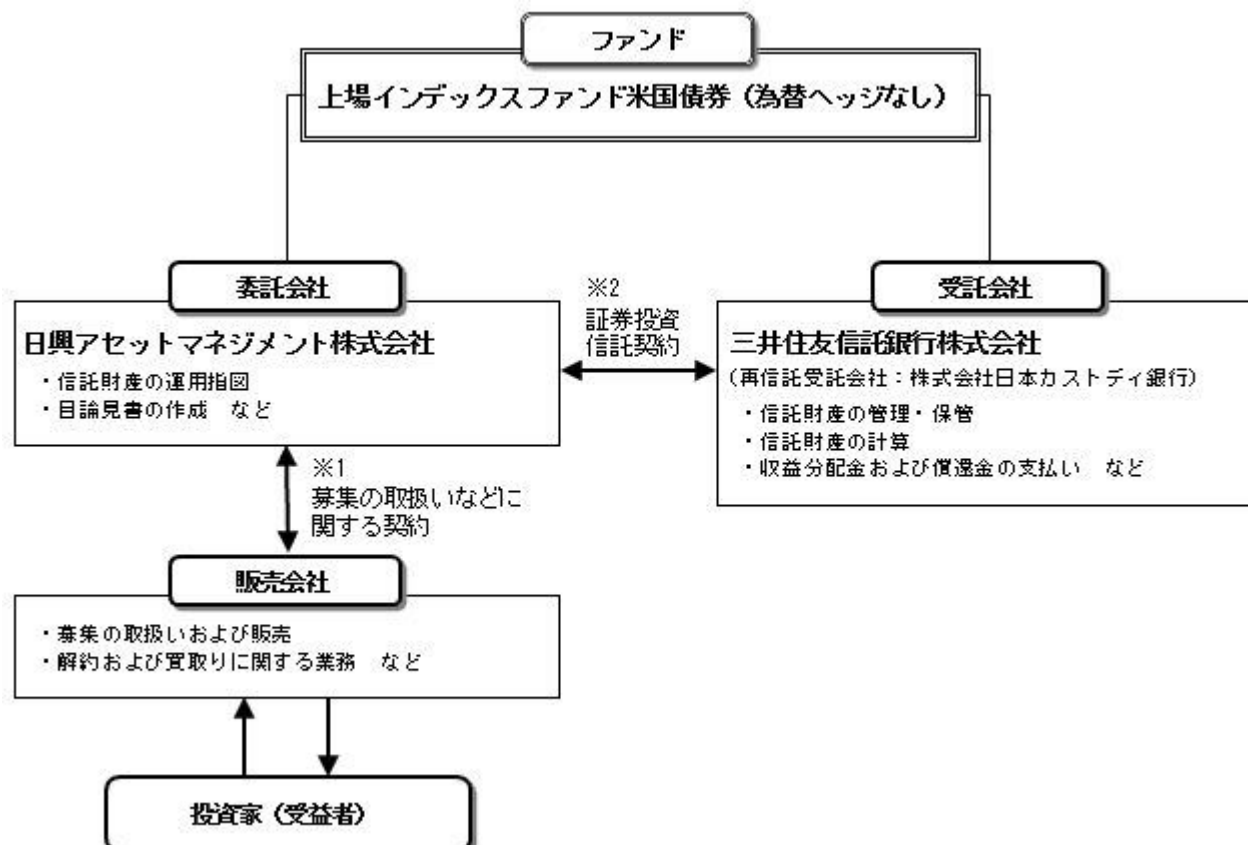 ファンド
上場インデックスファンド米国債券（為替ヘッジなし）
委託会社
日興アセットマネジメント株式会社
・信託財産の運用指図
・目論見書の作成　など
※2
証券投資
信託契約
受託会社
三井住友信託銀行株式会社
（再信託受託会社：株式会社日本カストディ銀行）
・信託財産の管理・保管
・信託財産の計算
・収益分配金および償還金の支払い　など
※1
募集の取扱いなどに
関する契約
販売会社
・募集の取扱いおよび販売
・解約および買取りに関する業務　など
投資家（受益者）